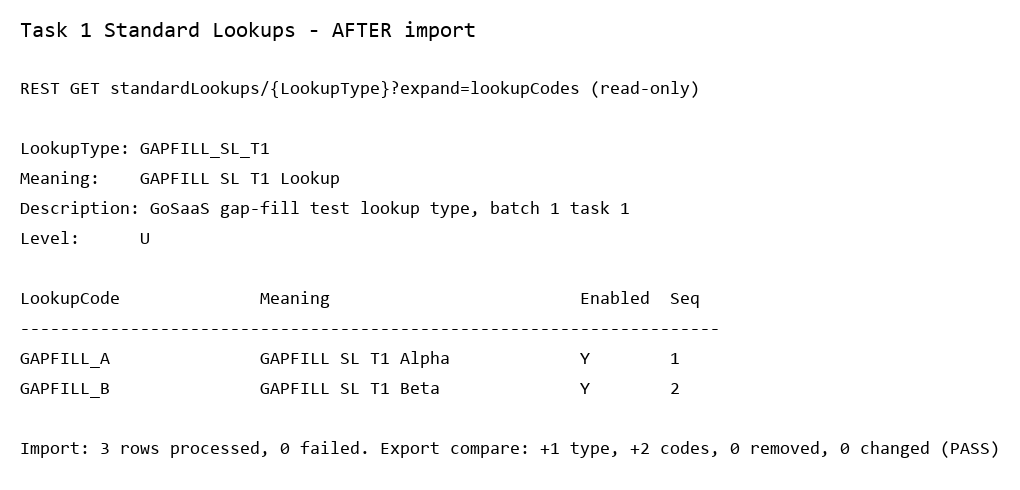 Task 1 Standard Lookups - AFTER import
REST GET standardLookups/{LookupType}?expand=lookupCodes (read-only)
LookupType: GAPFILL_SL_T1
Meaning:    GAPFILL SL T1 Lookup
Description: GoSaaS gap-fill test lookup type, batch 1 task 1
Level:      U
LookupCode              Meaning                         Enabled  Seq
----------------------------------------------------------------------
GAPFILL_A               GAPFILL SL T1 Alpha             Y        1
GAPFILL_B               GAPFILL SL T1 Beta              Y        2
Import: 3 rows processed, 0 failed. Export compare: +1 type, +2 codes, 0 removed, 0 changed (PASS)